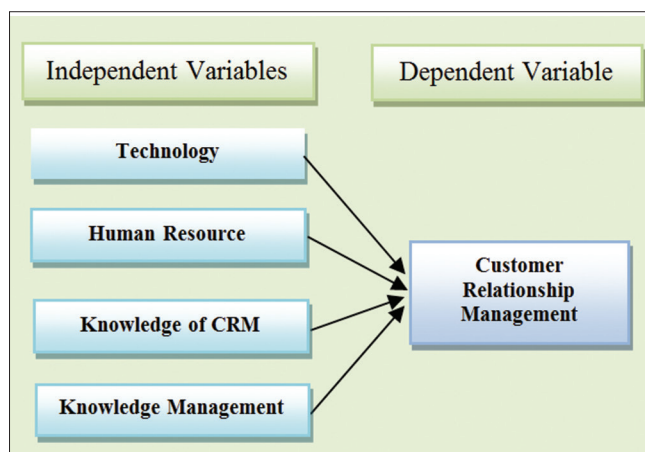 Independent Variables
Dependent Variable
Technology
Human Resource
Knowledge of CRM
Knowledge Management
Customer
Relationship
Management